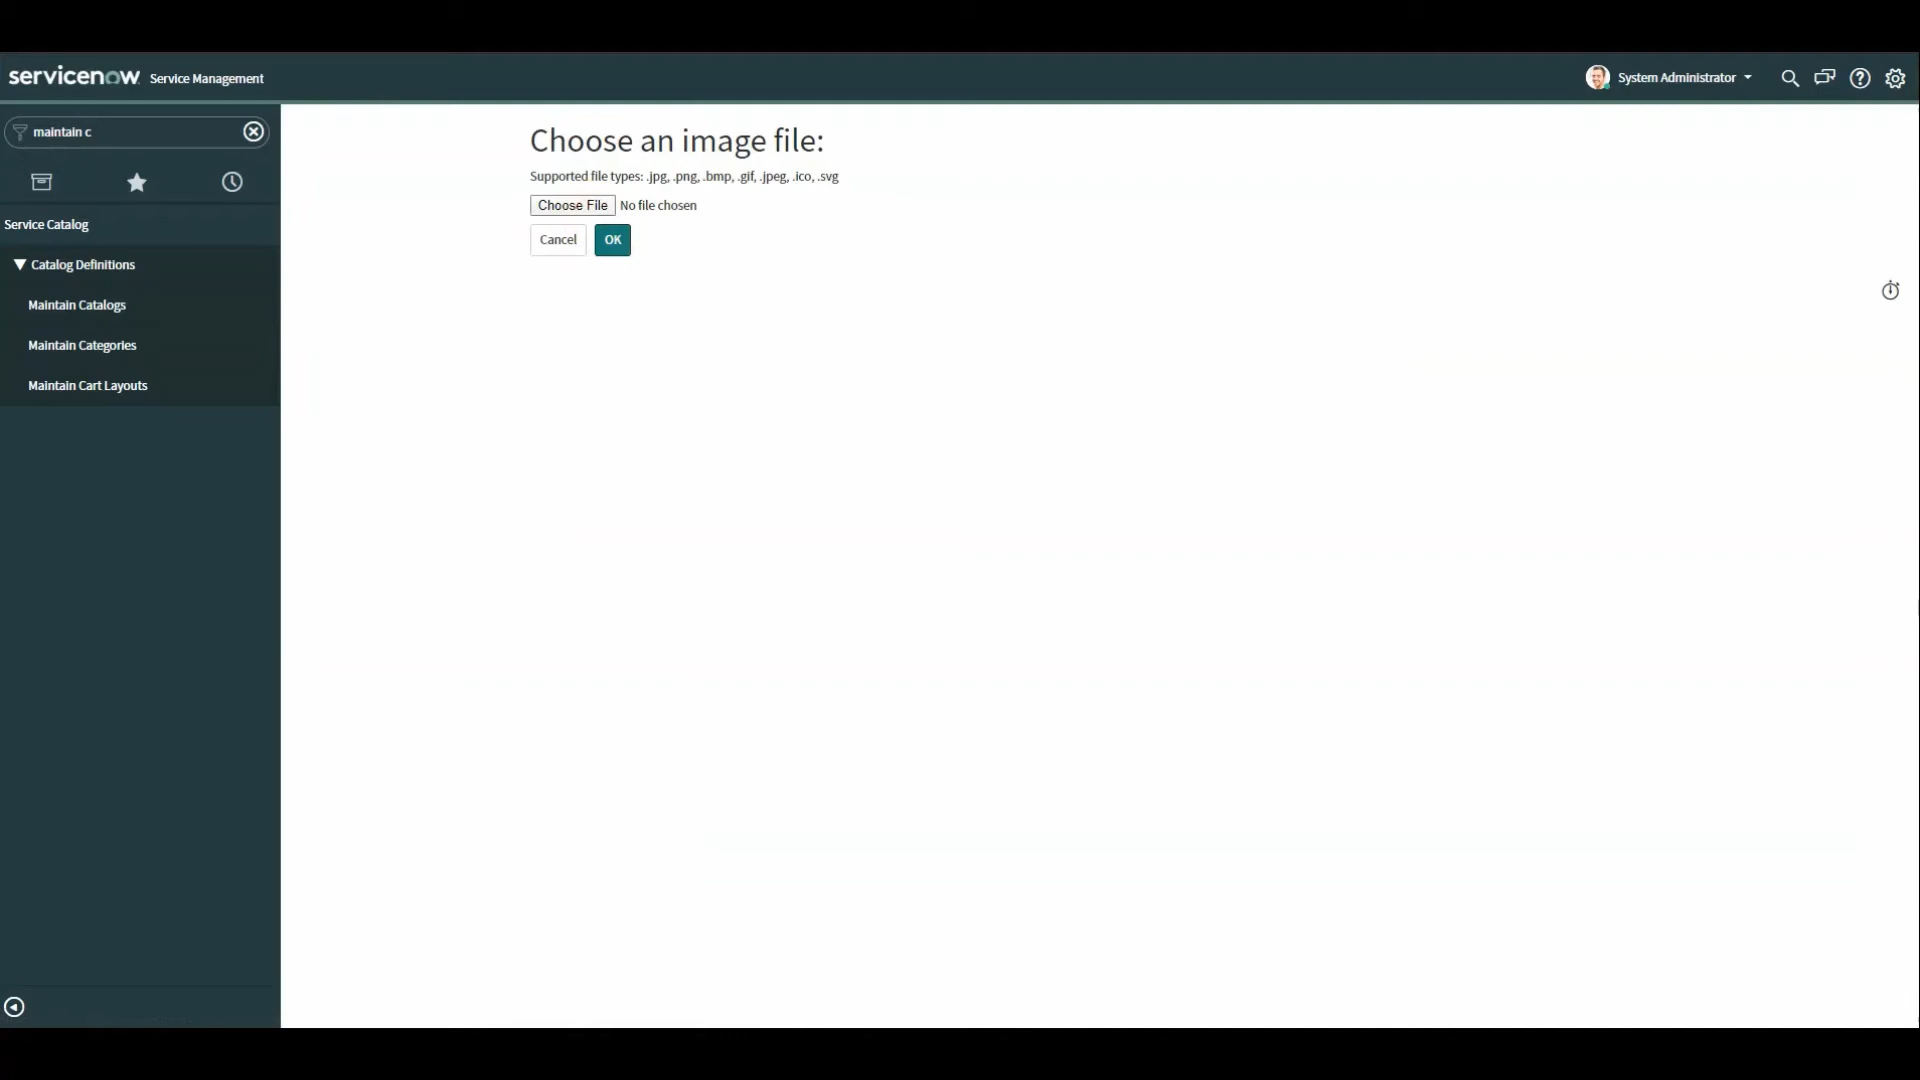 servicenow Service Management
System Administrator
maintain c
Service Catalog
Catalog Definitions
Maintain Catalogs
Maintain Categories
Maintain Cart Layouts
Choose an image file:
Supported file types: .jpg, .png, .bmp, .gif, .jpeg, .ico, .svg
Choose File No file chosen
Cancel OK